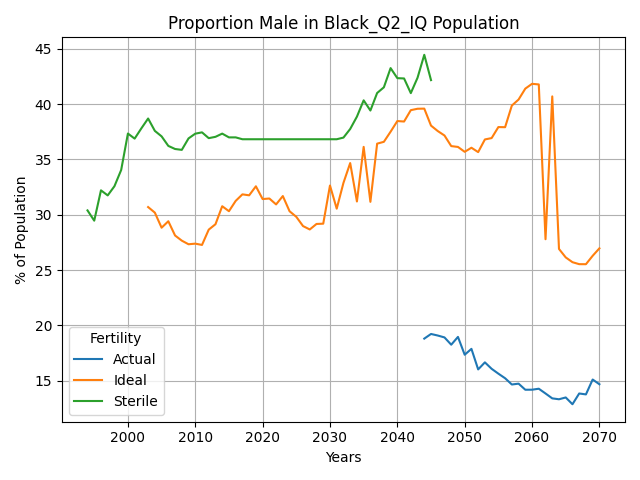 Proportion Male in Black_Q2_IQ Population
% of Population
45
40
35
30
25
20
15
Fertility
Actual
Ideal
Sterile
2000 2010 2020 2030 2040 2050 2060 2070
Years